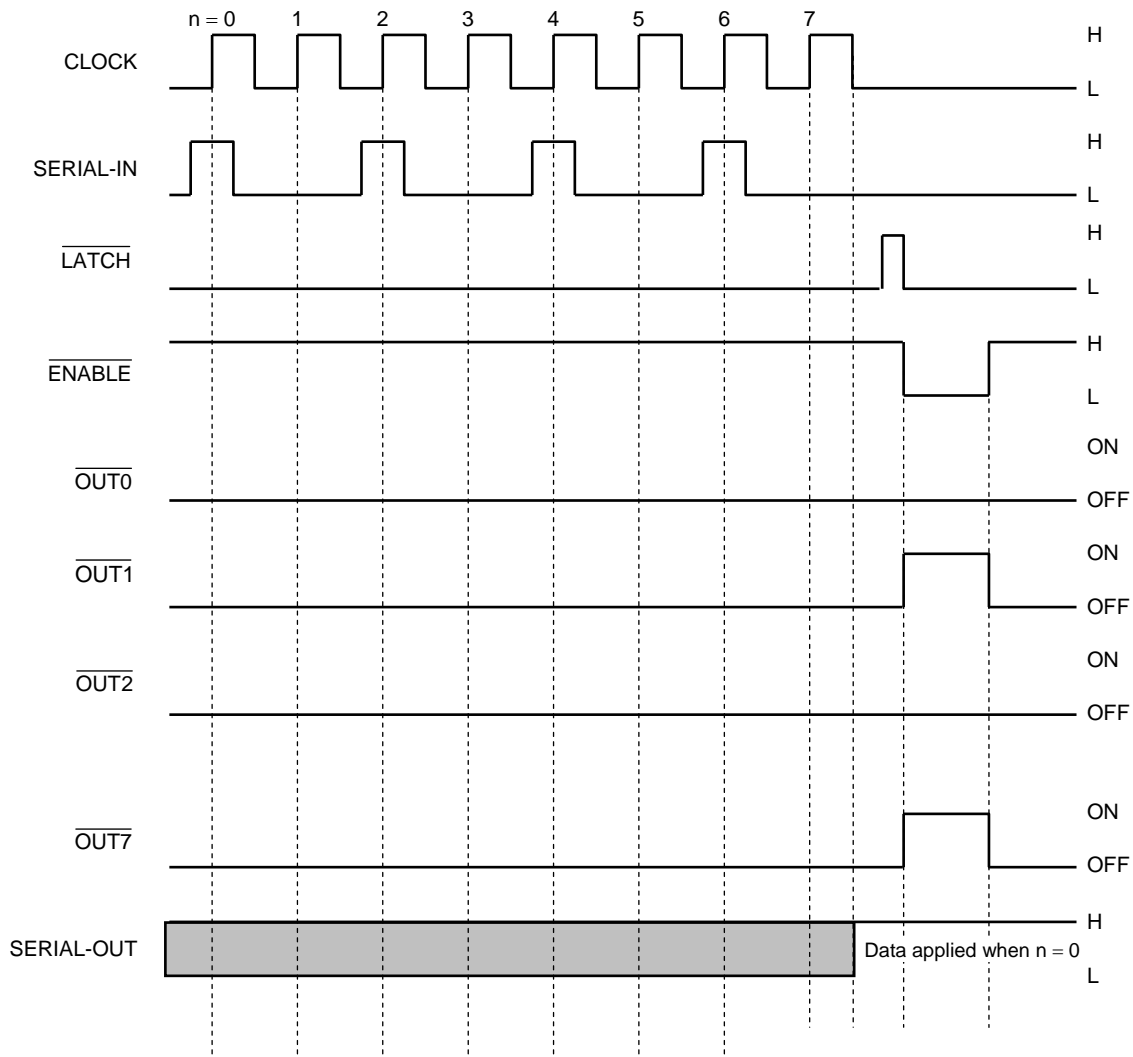 n = 0 1 2 3 4 5 6 7
CLOCK H
L
SERIAL-IN H
L
LATCH H
L
ENABLE H
L
OUT0 ON
OFF
OUT1 ON
OFF
OUT2 ON
OFF
OUT7 ON
OFF
SERIAL-OUT Data applied when n = 0 H
L